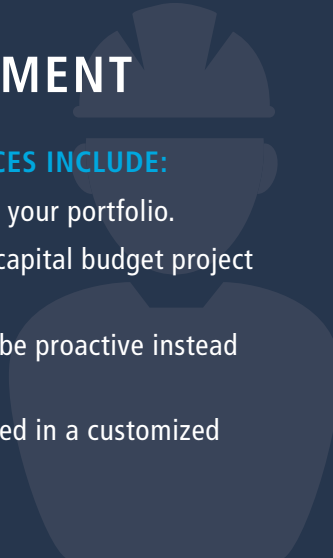 MENT
CES INCLUDE:
your portfolio.
capital budget project
be proactive instead
ed in a customized